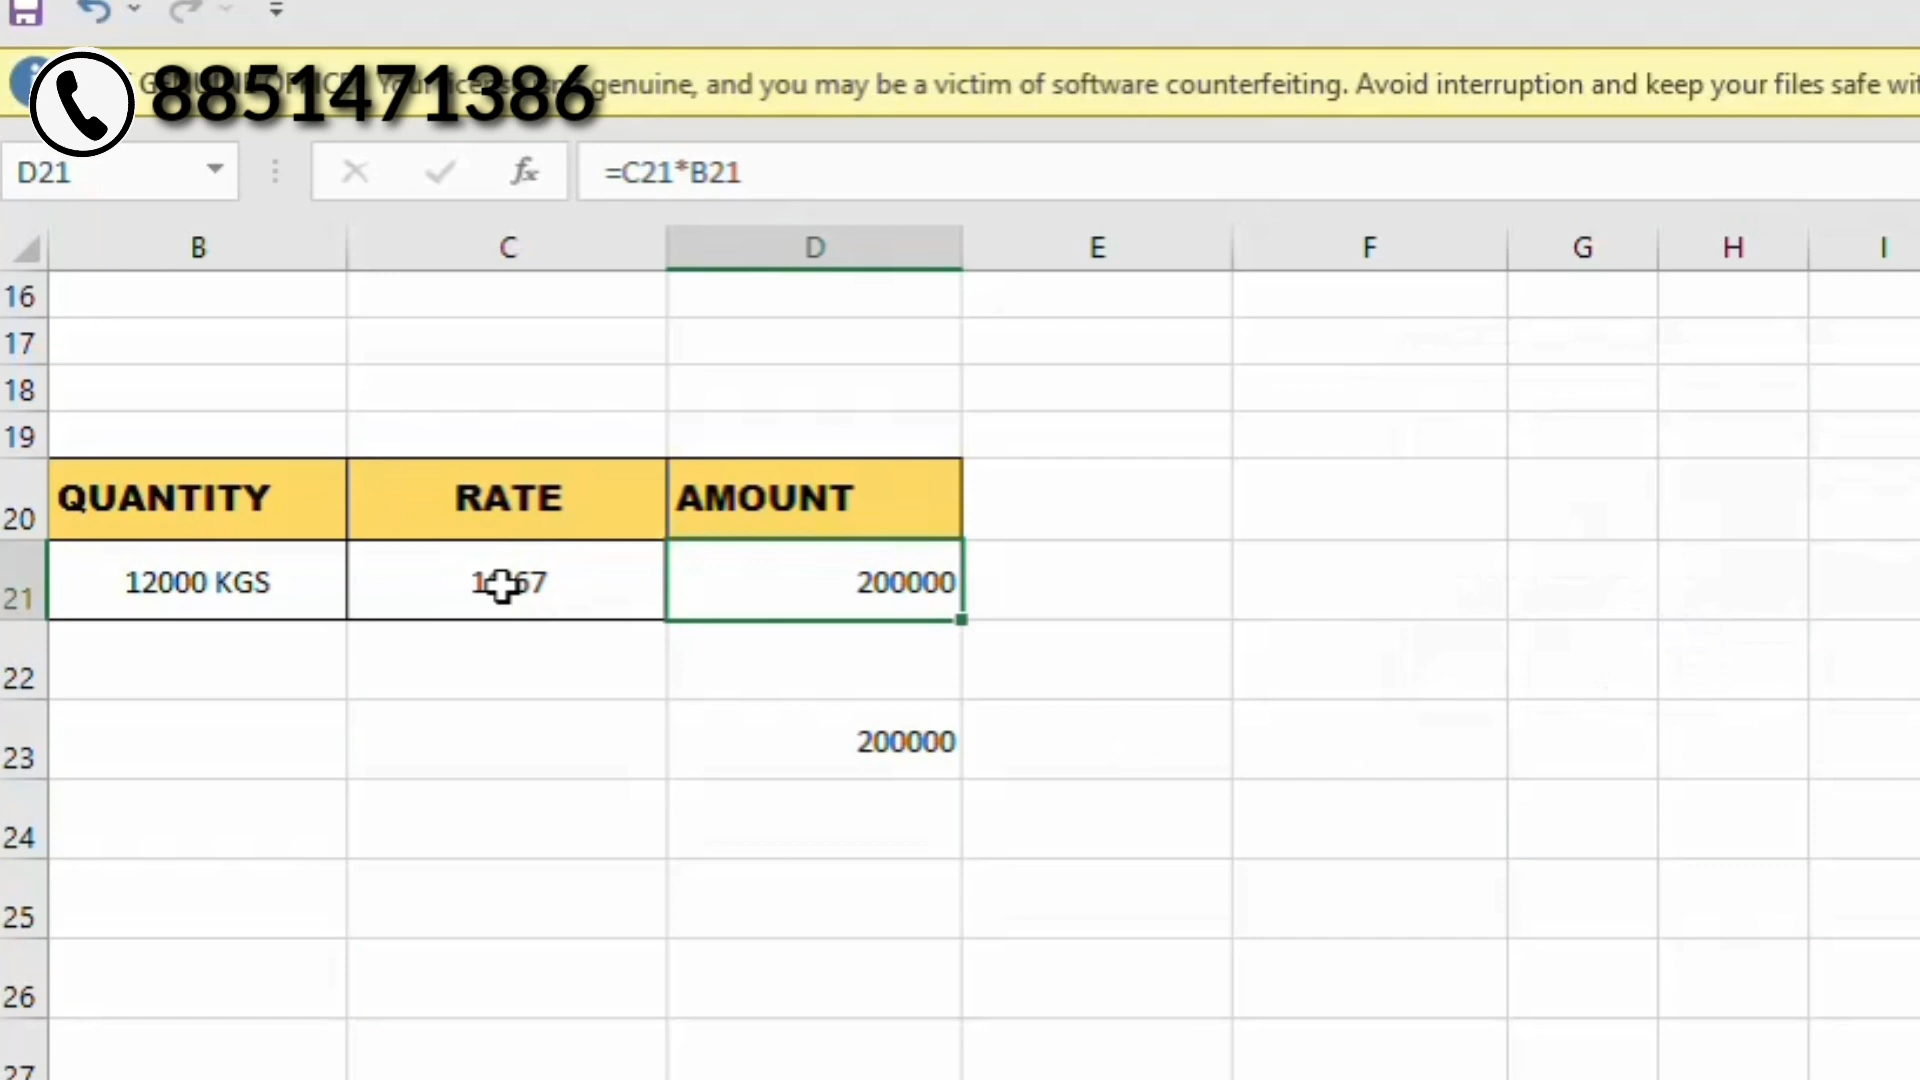 8851471386
genuine, and you may be a victim of software counterfeiting. Avoid interruption and keep your files safe
D21
fx
=C21*B21
B C D E F G H I
16
17
18
19
20 QUANTITY RATE AMOUNT
21 12000 KGS 200000
22
23 200000
24
25
26
27